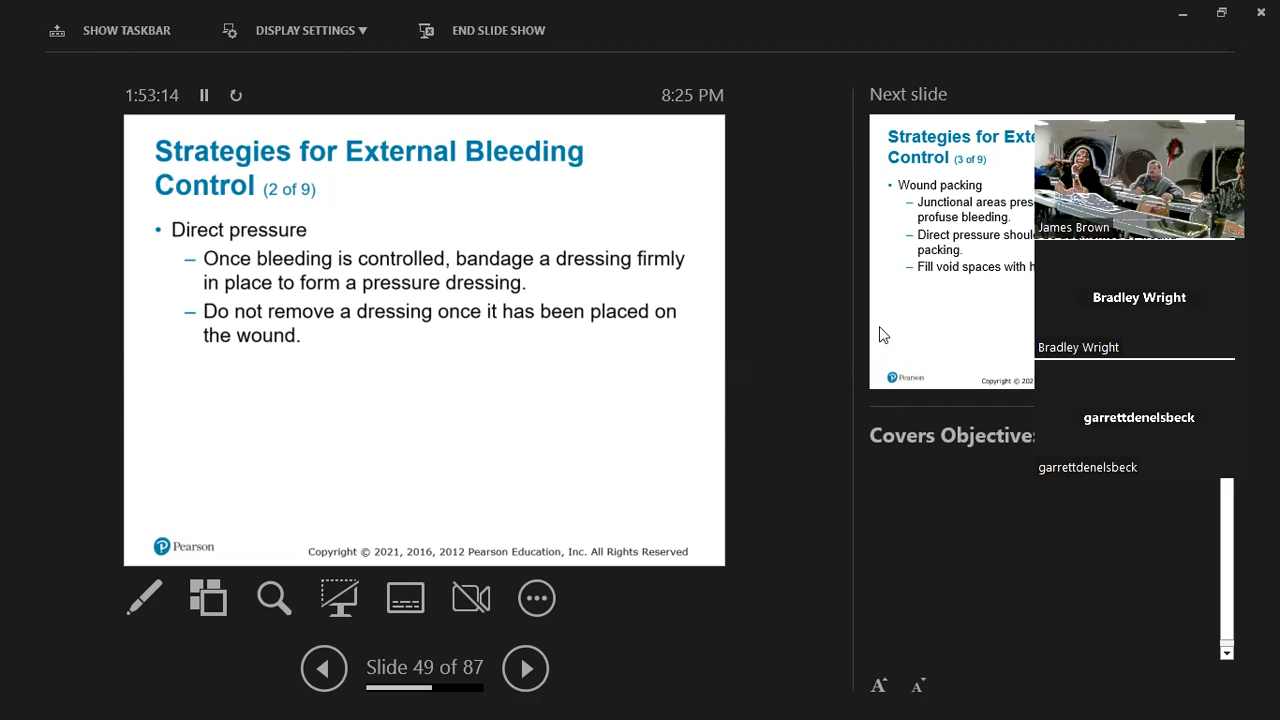 SHOW TASKBAR
DISPLAY SETTINGS ▼
END SLIDE SHOW
1:53:14
8:25 PM
Strategies for External Bleeding
Control (2 of 9)
• Direct pressure
– Once bleeding is controlled, bandage a dressing firmly
in place to form a pressure dressing.
– Do not remove a dressing once it has been placed on
the wound.
Pearson
Copyright © 2021, 2016, 2012 Pearson Education, Inc. All Rights Reserved
Slide 49 of 87
Next slide
Strategies for Exte
Control (3 of 9)
• Wound packing
– Junctional areas pres
profuse bleeding.
– Direct pressure shou
packing.
– Fill void spaces with h
Pearson
Copyright © 202
James Brown
Bradley Wright
Bradley Wright
garrettdenelsbeck
garrettdenelsbeck
Covers Objective
A
A